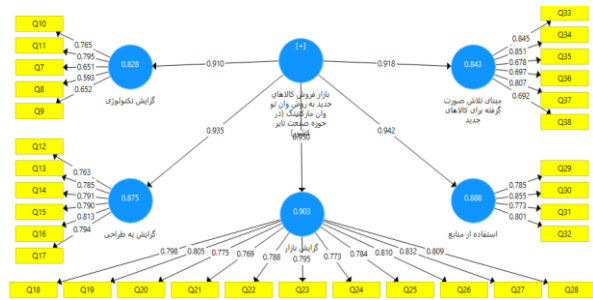 Q10
Q11
Q7
Q8
Q9
0.765
0.795
0.651
0.593
0.652
0.828
گرایش تکنولوژی
0.910
[+]
بازار فروش کالاهای
جدید به روش وان تو
وان مارکتینگ (در
حوزه صنعت تایر
کشور)
0.918
0.843
مبنای تلاش صورت
گرفته برای کالاهای
جدید
0.845
0.851
0.678
0.697
0.807
0.692
Q33
Q34
Q35
Q36
Q37
Q38
0.935
0.950
0.942
Q12
Q13
Q14
Q15
Q16
Q17
0.763
0.785
0.791
0.790
0.813
0.794
0.875
گرایش به طراحی
0.903
گرایش بازار
0.888
استفاده از منابع
0.785
0.855
0.773
0.801
Q29
Q30
Q31
Q32
0.798
0.805
0.775
0.769
0.788
0.795
0.773
0.784
0.810
0.832
0.809
Q18
Q19
Q20
Q21
Q22
Q23
Q24
Q25
Q26
Q27
Q28